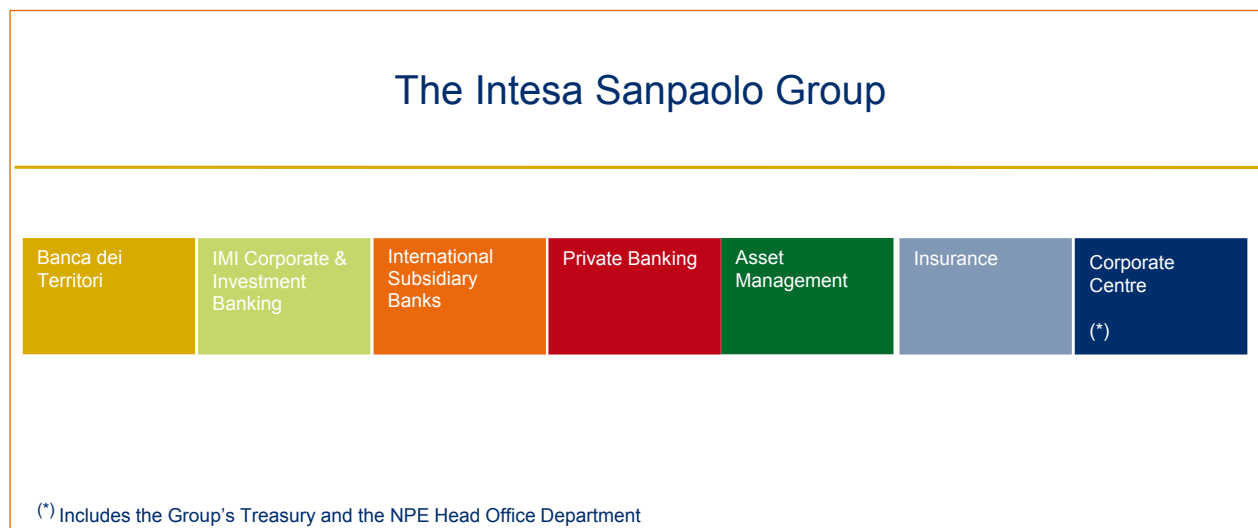 The Intesa Sanpaolo Group
Banca dei
Territori
IMI Corporate &
Investment
Banking
International
Subsidiary
Banks
Private Banking
Asset
Management
Insurance
Corporate
Centre
(*)
(*) Includes the Group's Treasury and the NPE Head Office Department